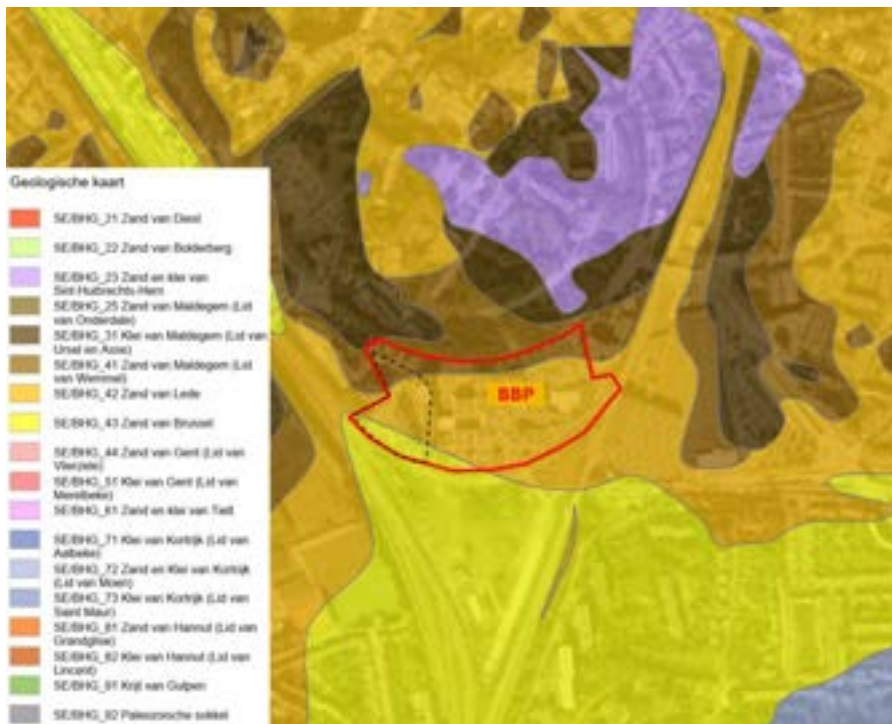 Geologische kaart
SE/BHG_21 Zand van Diest
SE/BHG_22 Zand van Bolderberg
SE/BHG_23 Zand en klei van
Sint-Huibrechts-Hern
SE/BHG_25 Zand van Maldegem (Lid
van Onderdale)
SE/BHG_31 Klei van Maldegem (Lid van
Ursel en Asse)
SE/BHG_41 Zand van Maldegem (Lid
van Wemmel)
SE/BHG_42 Zand van Lede
SE/BHG_43 Zand van Brussel
SE/BHG_44 Zand van Gent (Lid van
Vlierzele)
SE/BHG_51 Klei van Gent (Lid van
Merelbeke)
SE/BHG_61 Zand en klei van Tielt
SE/BHG_71 Klei van Kortrijk (Lid van
Aalbeke)
SE/BHG_72 Zand en Klei van Kortrijk
(Lid van Moen)
SE/BHG_73 Klei van Kortrijk (Lid van
Saint Maur)
SE/BHG_81 Zand van Hannut (Lid van
Grandglise)
SE/BHG_82 Klei van Hannut (Lid van
Lincent)
SE/BHG_91 Krijt van Gulpen
SE/BHG_92 Paleozoische sokkel
BBP